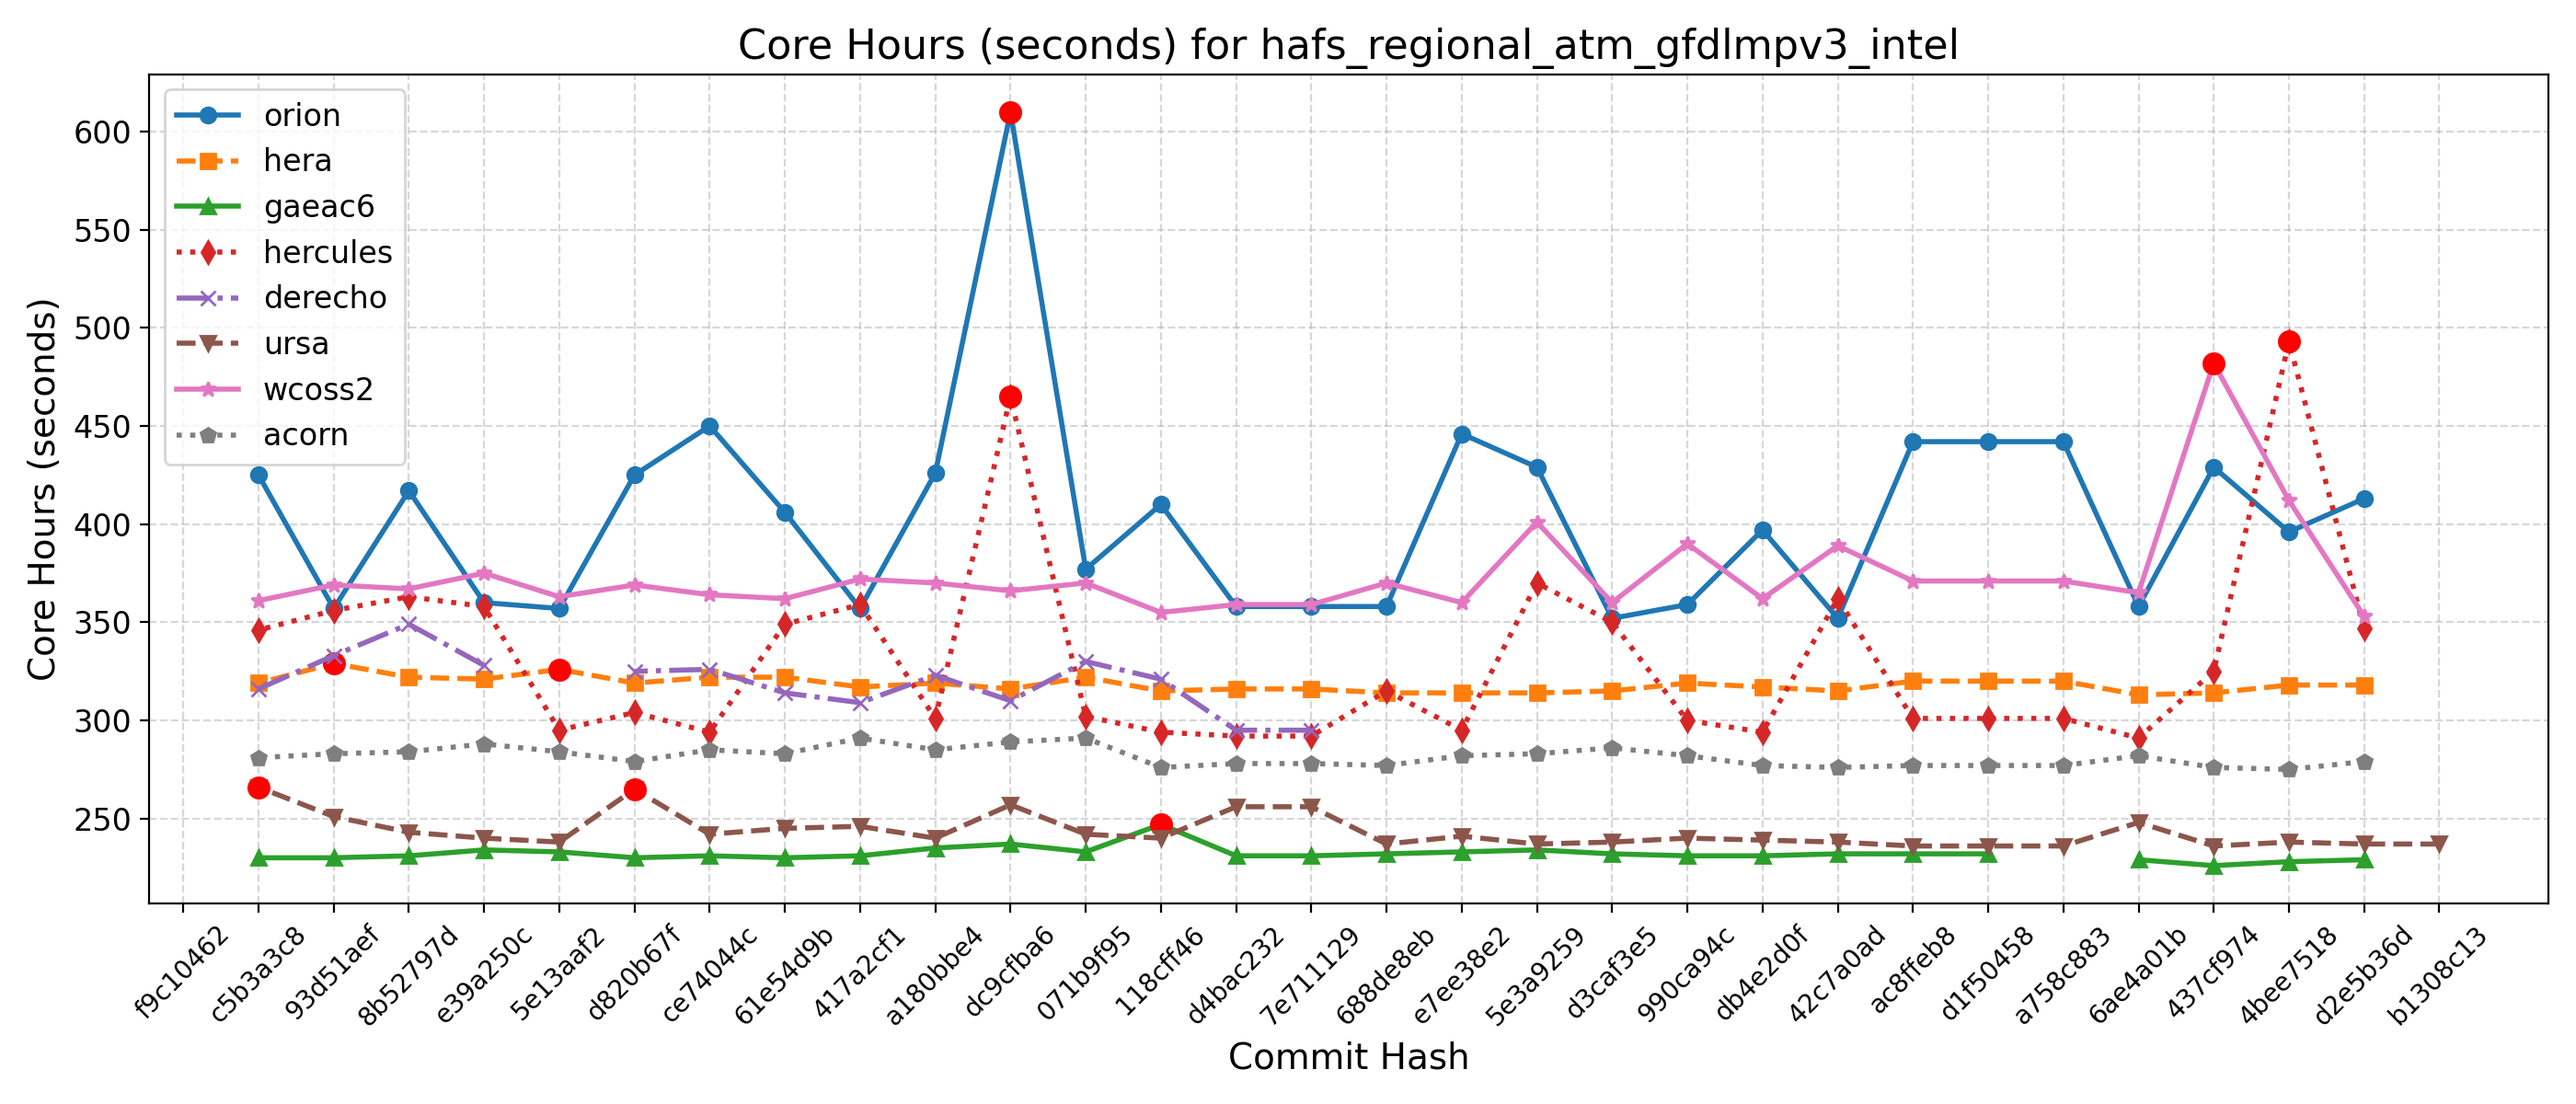 Core Hours (seconds) for hafs_regional_atm_gfdlmpv3_intel
orion
hera
gaeac6
hercules
derecho
ursa
wcoss2
acorn
Core Hours (seconds)
600
550
500
450
400
350
300
250
f9c10462
c5b3a3c8
93d51aef
8b52797d
e39a250c
5e13aaf2
d820b67f
ce74044c
61e54d9b
417a2cf1
a180bbe4
dc9cfba6
071b9f95
118cff46
d4bac232
7e711129
688de8eb
e7ee38e2
5e3a9259
d3caf3e5
990ca94c
db4e2d0f
42c7a0ad
ac8ffeb8
d1f50458
a758c883
6ae4a01b
437cf974
4bee7518
d2e5b36d
b1308c13
Commit Hash